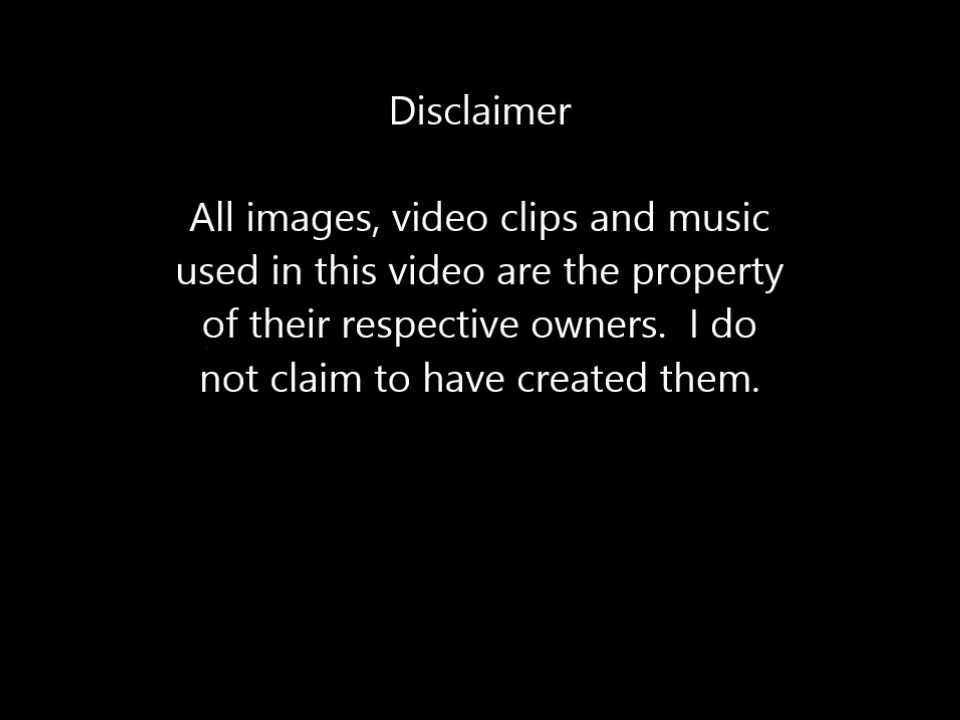 Disclaimer
All images, video clips and music
used in this video are the property
of their respective owners.  I do
not claim to have created them.